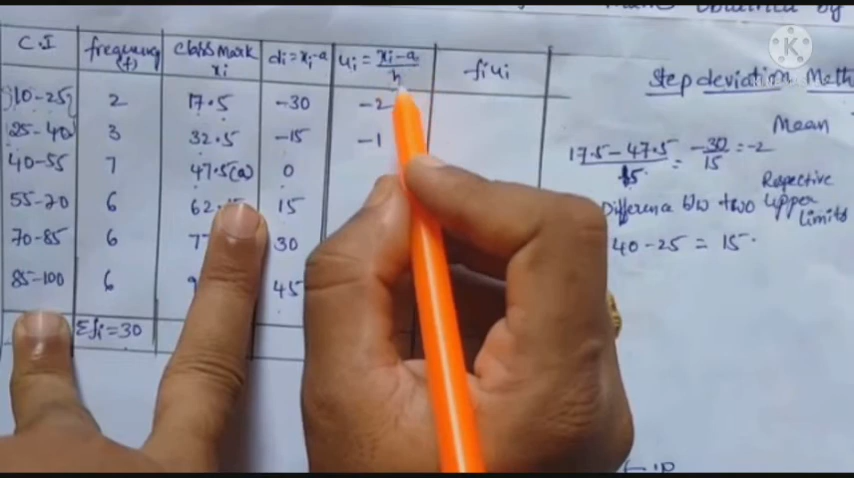 mean obtained by
C.I frequency (f) class mark xi di=xi-a ui = xi-a/h fiui
10-25 2 17.5 -30 -2
25-40 3 32.5 -15 -1
40-55 7 47.5(a) 0
55-70 6 15
70-85 6 30
85-100 6 45
Σfi=30
K
Step deviation
Mean
17.5-47.5/15 = -30/15 = -2
Difference b/w two Respective upper limits
40-25 = 15.